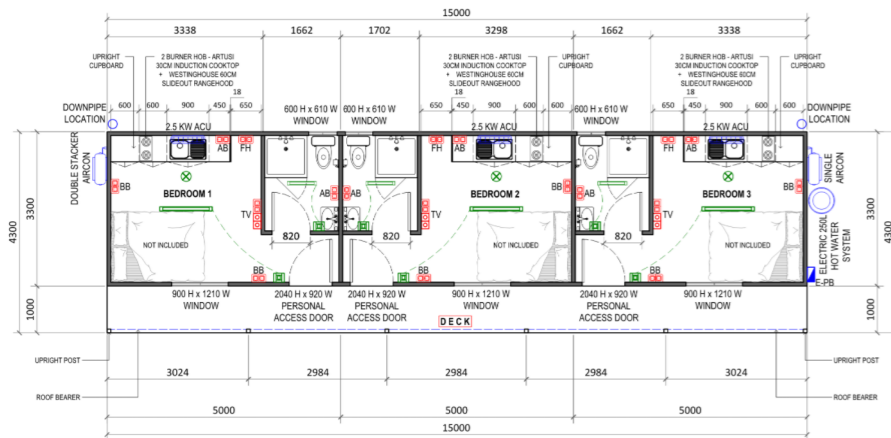 15000
3338 1662 1702 3298 1662 3338
UPRIGHT
CUPBOARD
2 BURNER HOB - ARTUSI
30CM INDUCTION COOKTOP
+ WESTINGHOUSE 60CM
SLIDEOUT RANGEHOOD
2 BURNER HOB - ARTUSI
30CM INDUCTION COOKTOP
+ WESTINGHOUSE 60CM
SLIDEOUT RANGEHOOD
UPRIGHT
CUPBOARD
2 BURNER HOB - ARTUSI
30CM INDUCTION COOKTOP
+ WESTINGHOUSE 60CM
SLIDEOUT RANGEHOOD
UPRIGHT
CUPBOARD
18 18 18
600 600 900 450 650 650 450 900 600 600 650 450 900 600 600
DOWNPIPE
LOCATION
600 H x 610 W
WINDOW
600 H x 610 W
WINDOW
600 H x 610 W
WINDOW
DOWNPIPE
LOCATION
2.5 KW ACU 2.5 KW ACU 2.5 KW ACU
AB FH FH AB FH AB
DOUBLE STACKER
AIRCON
SINGLE
AIRCON
BB BEDROOM 1 AB AB BEDROOM 2 AB BEDROOM 3 BB
TV TV TV
4300 3300 3300 4300
NOT INCLUDED 820 820 NOT INCLUDED 820 NOT INCLUDED
ELECTRIC 250L
HOT WATER
SYSTEM
BB BB BB
E-PB
900 H x 1210 W
WINDOW
2040 H x 920 W
PERSONAL
ACCESS DOOR
2040 H x 920 W
PERSONAL
ACCESS DOOR
900 H x 1210 W
WINDOW
2040 H x 920 W
PERSONAL
ACCESS DOOR
900 H x 1210 W
WINDOW
1000 1000
DECK
UPRIGHT POST UPRIGHT POST
3024 2984 2984 2984 3024
ROOF BEARER ROOF BEARER
5000 5000 5000
15000